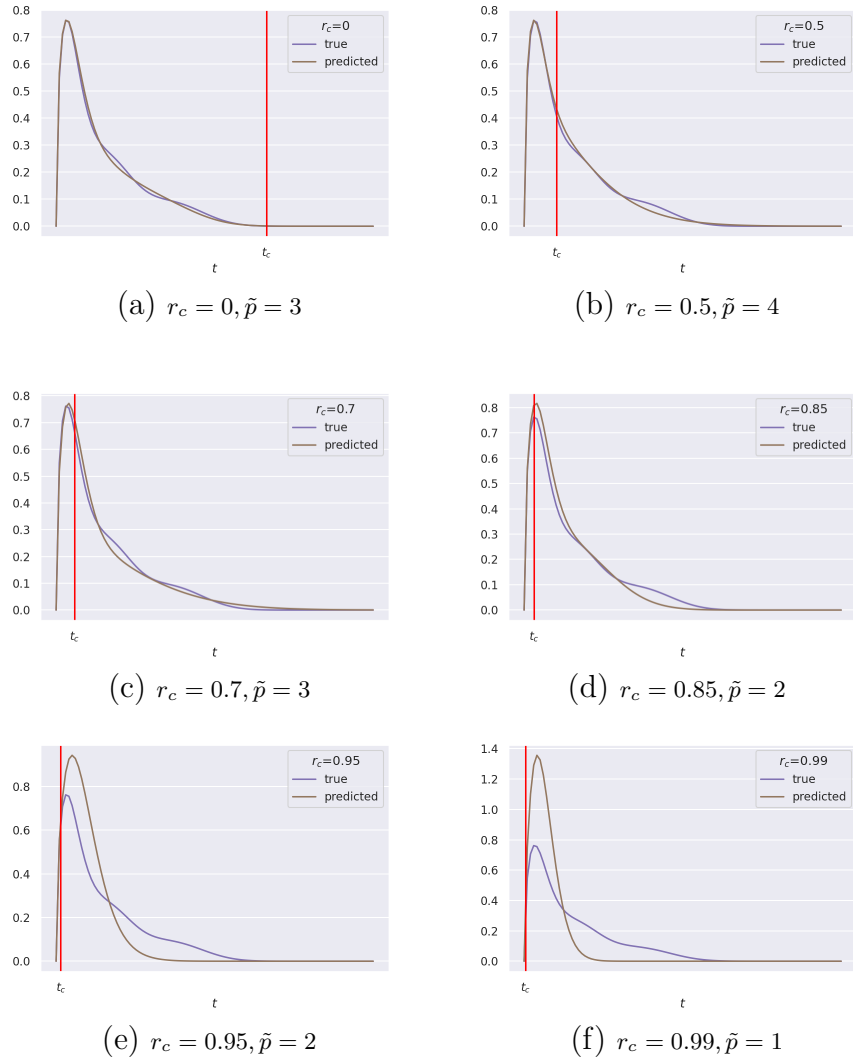 0.8
0.7
0.6
0.5
0.4
0.3
0.2
0.1
0.0
r_c=0
true
predicted
t_c
t
(a) r_c = 0, p̃ = 3
0.8
0.7
0.6
0.5
0.4
0.3
0.2
0.1
0.0
r_c=0.5
true
predicted
t_c
t
(b) r_c = 0.5, p̃ = 4
0.8
0.7
0.6
0.5
0.4
0.3
0.2
0.1
0.0
r_c=0.7
true
predicted
t_c
t
(c) r_c = 0.7, p̃ = 3
0.8
0.7
0.6
0.5
0.4
0.3
0.2
0.1
0.0
r_c=0.85
true
predicted
t_c
t
(d) r_c = 0.85, p̃ = 2
0.8
0.6
0.4
0.2
0.0
r_c=0.95
true
predicted
t_c
t
(e) r_c = 0.95, p̃ = 2
1.4
1.2
1.0
0.8
0.6
0.4
0.2
0.0
r_c=0.99
true
predicted
t_c
t
(f) r_c = 0.99, p̃ = 1